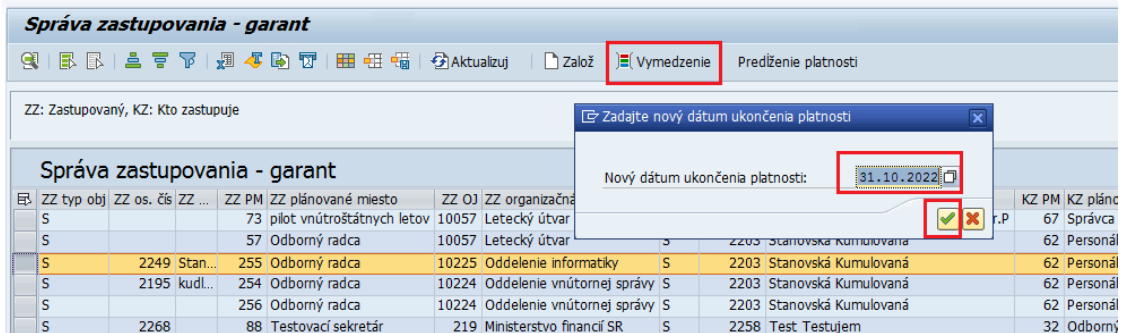 Správa zastupovania - garant
Aktualizuj Založ Vymedzenie Predĺženie platnosti
ZZ: Zastupovaný, KZ: Kto zastupuje
Zadajte nový dátum ukončenia platnosti
Nový dátum ukončenia platnosti: 31.10.2022
Správa zastupovania - garant
ZZ typ obj ZZ os. čís ZZ ... ZZ PM ZZ plánované miesto ZZ OJ ZZ organizačná KZ PM KZ pláno
S 73 pilot vnútroštátnych letov 10057 Letecký útvar r.P 67 Správca
S 57 Odborný radca 10057 Letecký útvar S 2203 Stanovská Kumulovaná 62 Personál
S 2249 Stan... 255 Odborný radca 10225 Oddelenie informatiky S 2203 Stanovská Kumulovaná 62 Personál
S 2195 kudl... 254 Odborný radca 10224 Oddelenie vnútornej správy S 2203 Stanovská Kumulovaná 62 Personál
S 256 Odborný radca 10224 Oddelenie vnútornej správy S 2203 Stanovská Kumulovaná 62 Personál
S 2268 88 Testovací sekretár 219 Ministerstvo financií SR S 2258 Test Testujem 32 Odborný